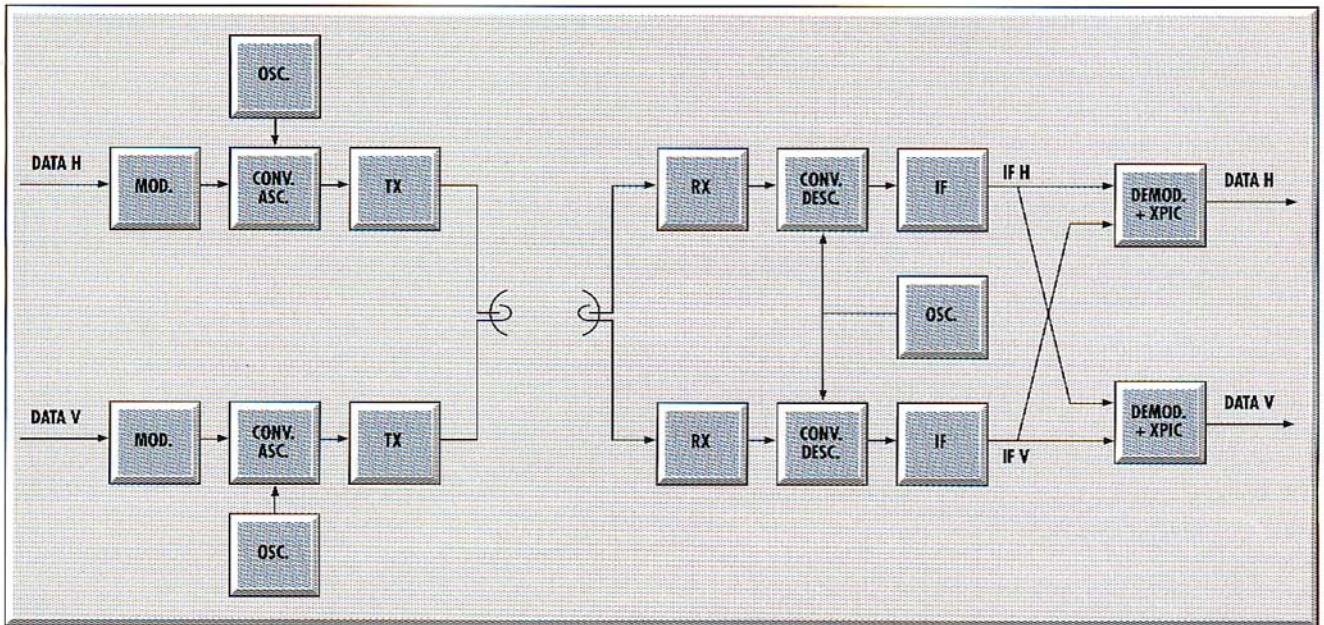 OSC.
DATA H
MOD.
CONV.
ASC.
TX
RX
CONV.
DESC.
IF
IF H
DEMOD.
+ XPIC
DATA H
OSC.
DATA V
MOD.
CONV.
ASC.
TX
RX
CONV.
DESC.
IF
IF V
DEMOD.
+ XPIC
DATA V
OSC.